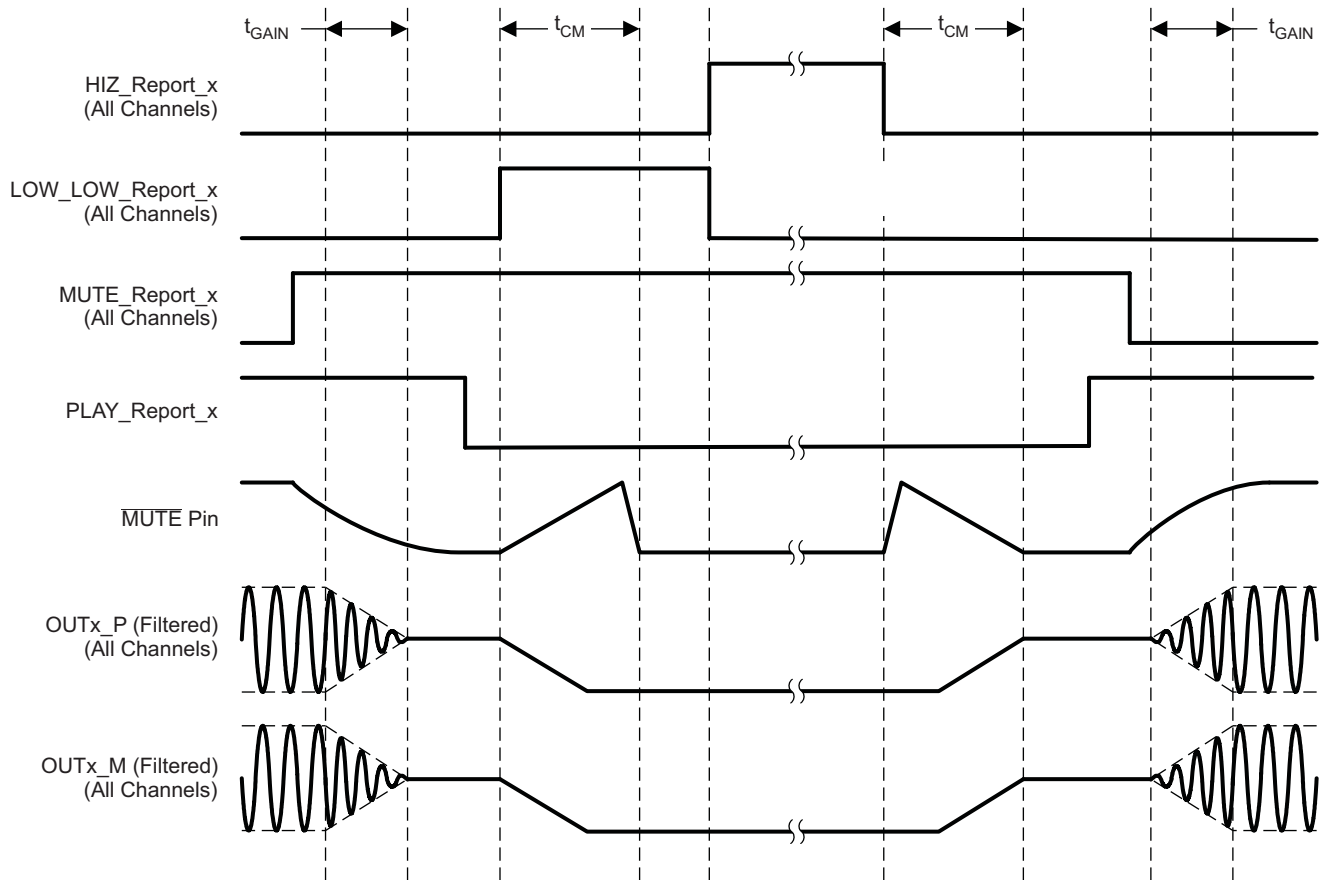 tGAIN tCM tCM tGAIN
HIZ_Report_x
(All Channels)
LOW_LOW_Report_x
(All Channels)
MUTE_Report_x
(All Channels)
PLAY_Report_x
MUTE Pin
OUTx_P (Filtered)
(All Channels)
OUTx_M (Filtered)
(All Channels)